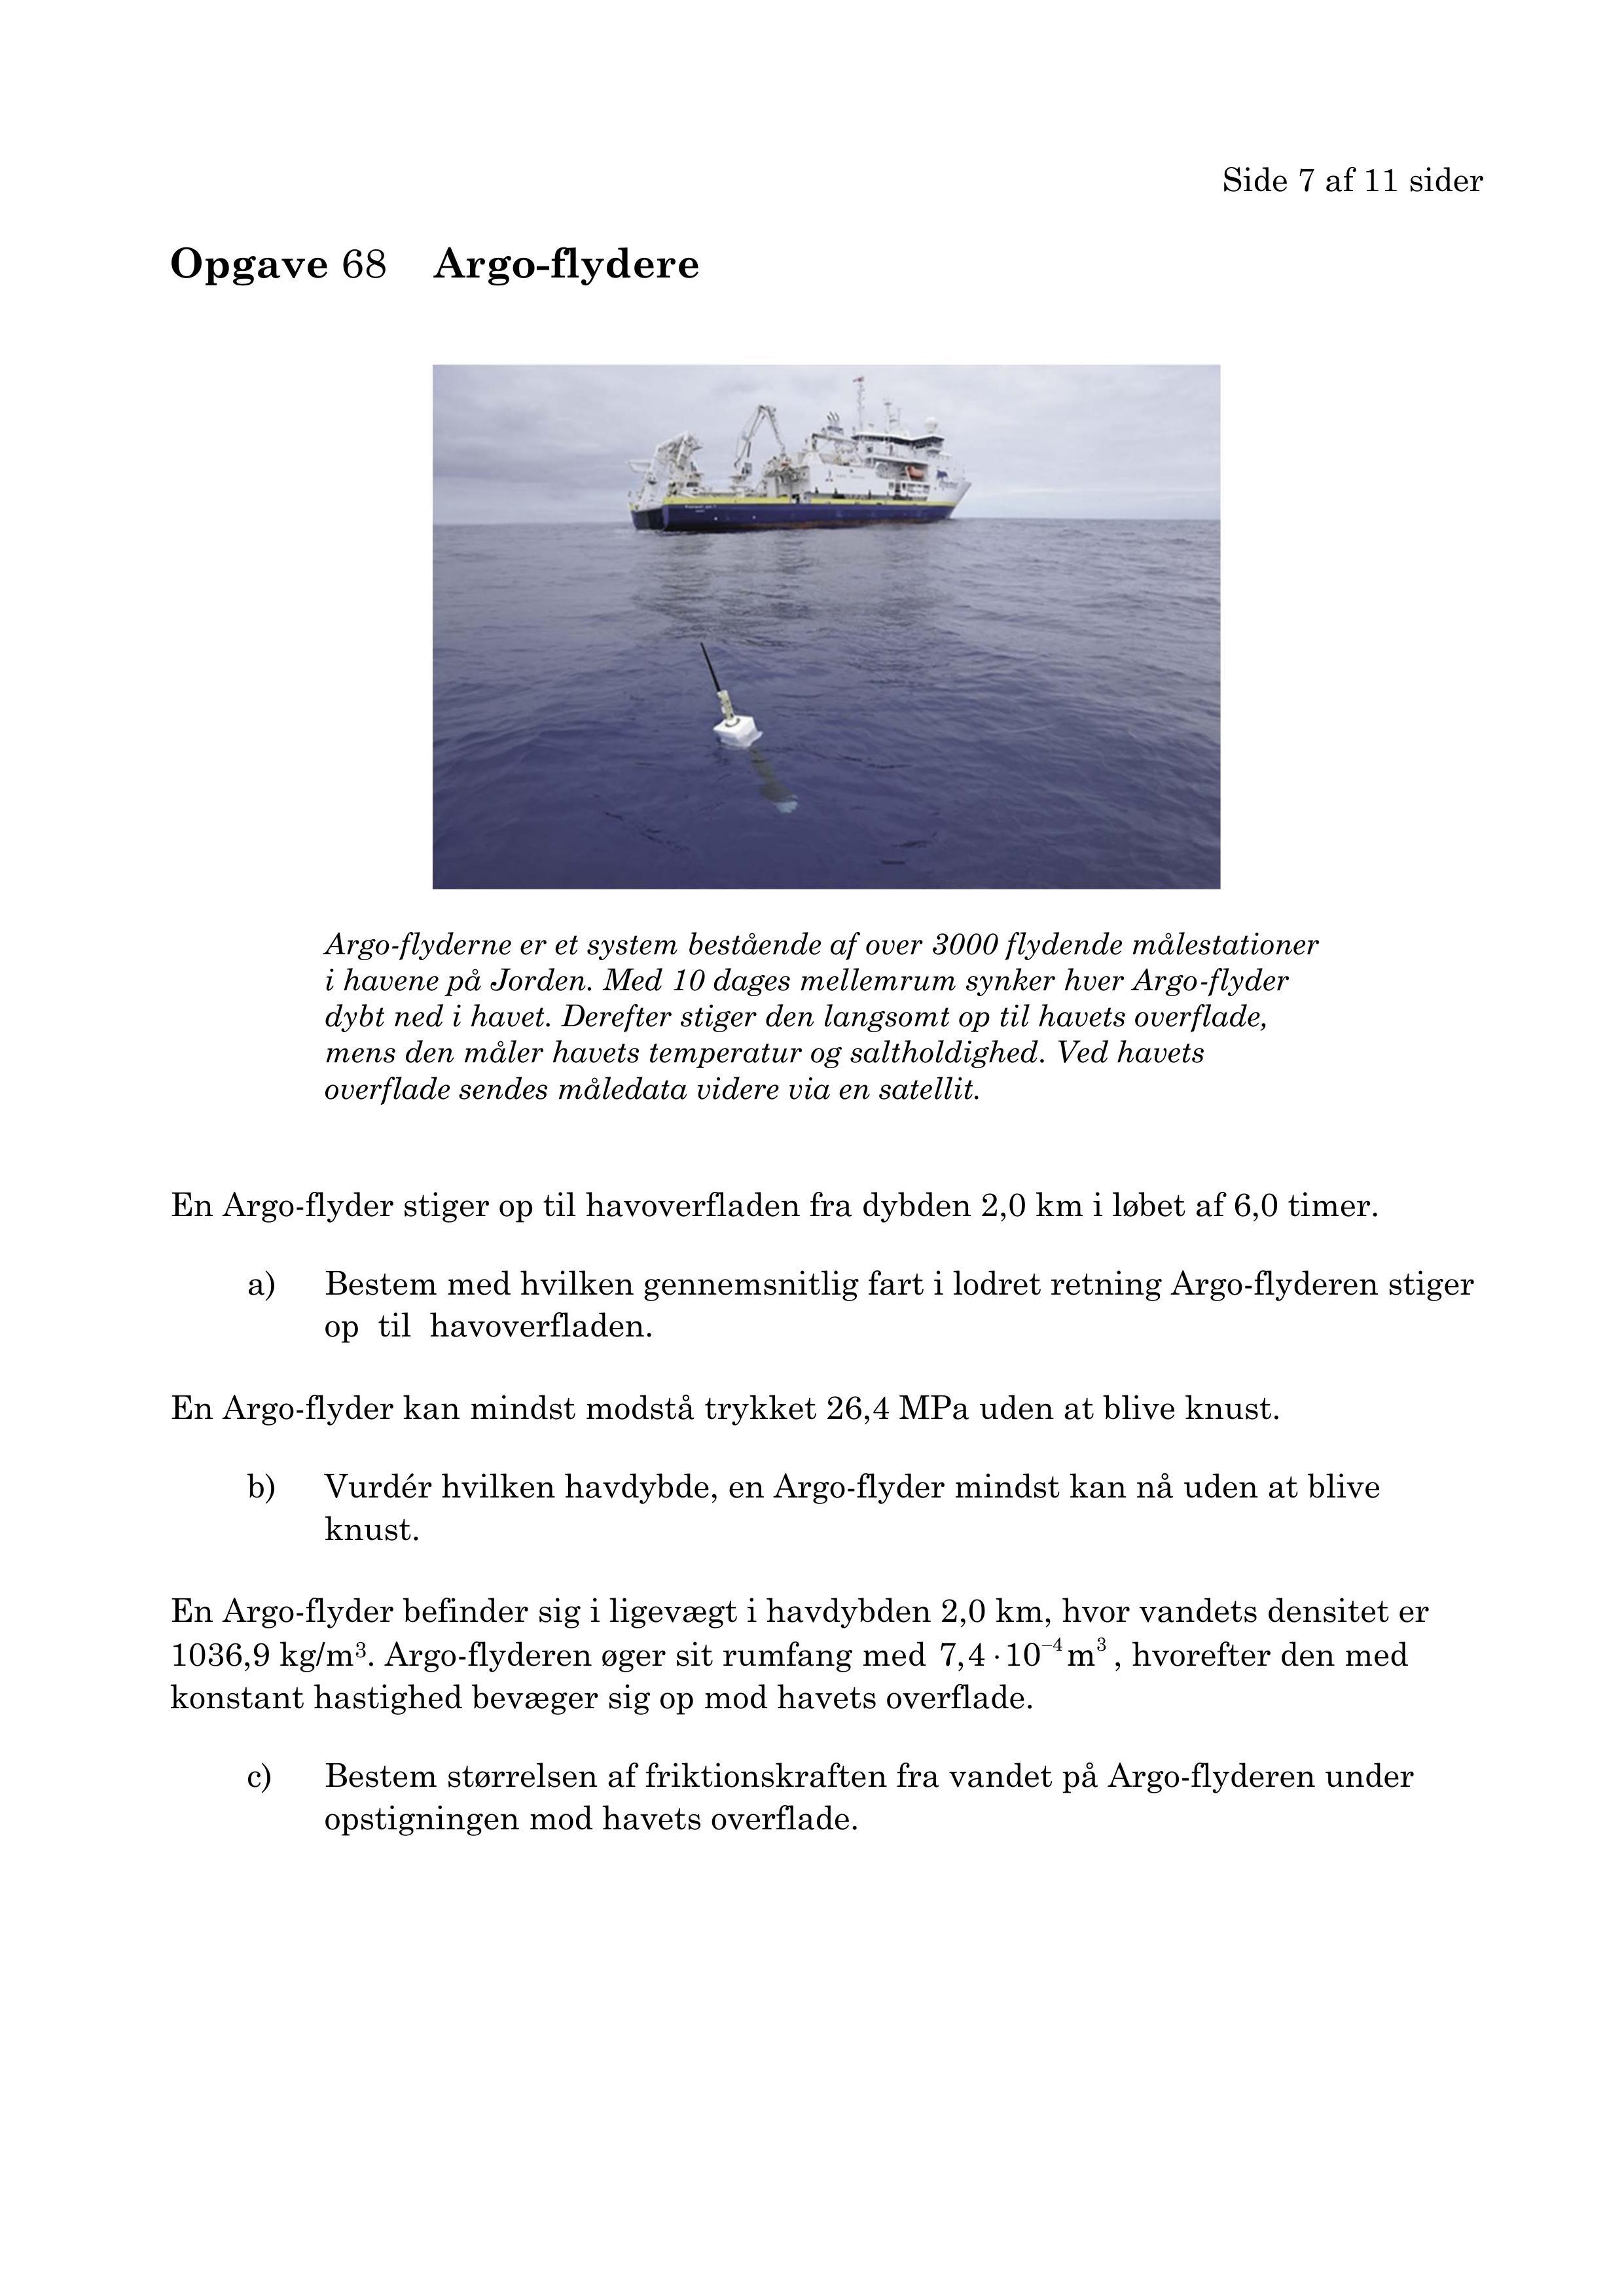 Side 7 af 11 sider
Opgave 68 Argo-flydere
Argo-flyderne er et system bestående af over 3000 flydende målestationer
i havene på Jorden. Med 10 dages mellemrum synker hver Argo-flyder
dybt ned i havet. Derefter stiger den langsomt op til havets overflade,
mens den måler havets temperatur og saltholdighed. Ved havets
overflade sendes måledata videre via en satellit.
En Argo-flyder stiger op til havoverfladen fra dybden 2,0 km i løbet af 6,0 timer.
a) Bestem med hvilken gennemsnitlig fart i lodret retning Argo-flyderen stiger
op til havoverfladen.
En Argo-flyder kan mindst modstå trykket 26,4 MPa uden at blive knust.
b) Vurdér hvilken havdybde, en Argo-flyder mindst kan nå uden at blive
knust.
En Argo-flyder befinder sig i ligevægt i havdybden 2,0 km, hvor vandets densitet er
1036,9 kg/m³. Argo-flyderen øger sit rumfang med 7,4 · 10⁻⁴ m³ , hvorefter den med
konstant hastighed bevæger sig op mod havets overflade.
c) Bestem størrelsen af friktionskraften fra vandet på Argo-flyderen under
opstigningen mod havets overflade.